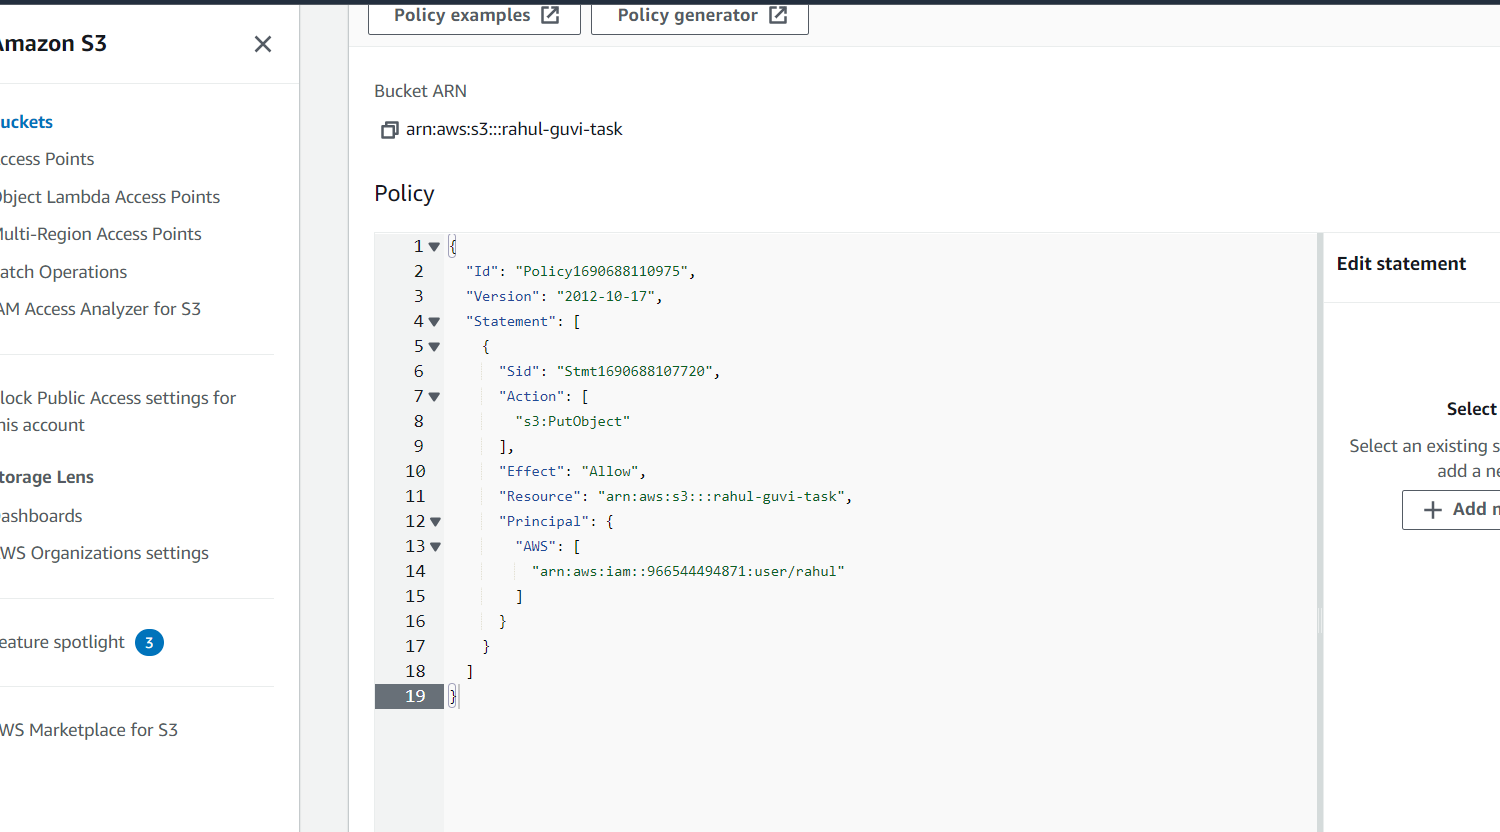 Policy examples
Policy generator
Amazon S3
Bucket ARN
arn:aws:s3:::rahul-guvi-task
uckets
ccess Points
bject Lambda Access Points
ulti-Region Access Points
atch Operations
AM Access Analyzer for S3
lock Public Access settings for
his account
torage Lens
ashboards
WS Organizations settings
eature spotlight 3
WS Marketplace for S3
Policy
1 {
2 "Id": "Policy1690688110975",
3 "Version": "2012-10-17",
4 "Statement": [
5 {
6 "Sid": "Stmt1690688107720",
7 "Action": [
8 "s3:PutObject"
9 ],
10 "Effect": "Allow",
11 "Resource": "arn:aws:s3:::rahul-guvi-task",
12 "Principal": {
13 "AWS": [
14 "arn:aws:iam::966544494871:user/rahul"
15 ]
16 }
17 }
18 ]
19 }
Edit statement
Select
Select an existing s
add a ne
+ Add n